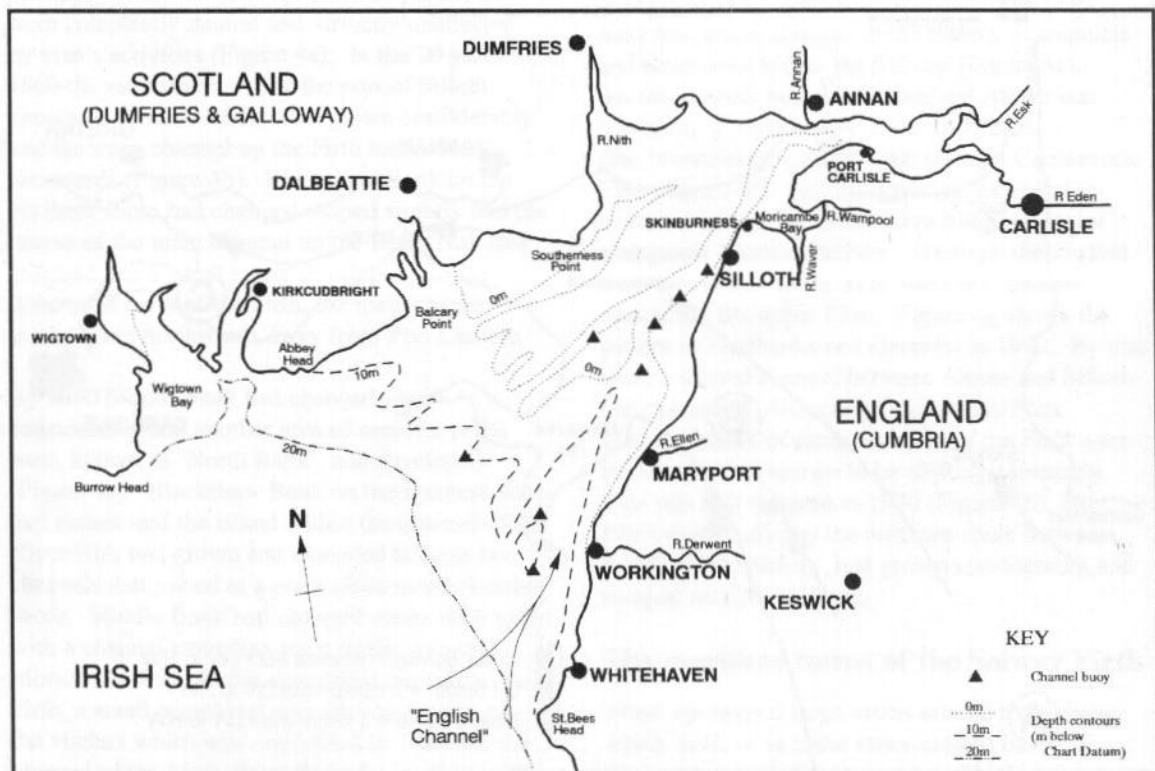 DUMFRIES
SCOTLAND
(DUMFRIES & GALLOWAY)
R.Annan
ANNAN
R.Esk
R.Nith
PORT
CARLISLE
DALBEATTIE
R Eden
CARLISLE
SKINBURNESS
Moricambe
Bay
R.Wampool
Southerness
Point
SILLOTH
R.Waver
KIRKCUDBRIGHT
0m
Balcary
Point
WIGTOWN
Abbey
Head
10m
0m
Wigtown
Bay
ENGLAND
(CUMBRIA)
20m
R.Ellen
MARYPORT
Burrow Head
N
R.Derwent
WORKINGTON
KESWICK
KEY
Channel buoy
IRISH SEA
WHITEHAVEN
"English
Channel"
St.Bees
Head
0m
10m
20m
Depth contours
(m below
Chart Datum)